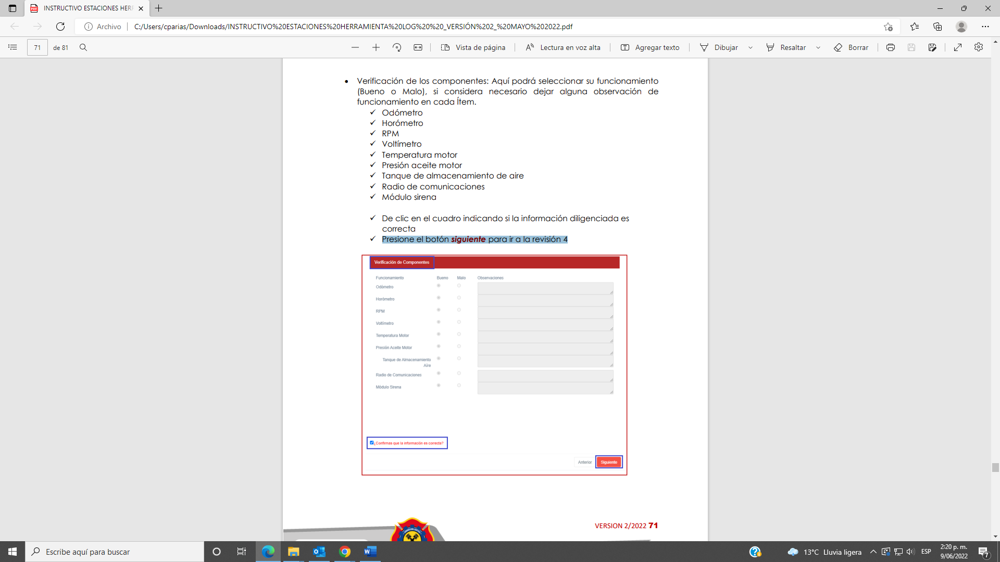 INSTRUCTIVO ESTACIONES HERR
Archivo
C:/Users/cparias/Downloads/INSTRUCTIVO%20ESTACIONES%20HERRAMIENTA%20LOG%20%20_VERSIÓN%202_%20MAYO%202022.pdf
71 de 81
Vista de página
Lectura en voz alta
Agregar texto
Dibujar
Resaltar
Borrar
• Verificación de los componentes: Aquí podrá seleccionar su funcionamiento
(Bueno o Malo), si considera necesario dejar alguna observación de
funcionamiento en cada Ítem.
✓ Odómetro
✓ Horómetro
✓ RPM
✓ Voltímetro
✓ Temperatura motor
✓ Presión aceite motor
✓ Tanque de almacenamiento de aire
✓ Radio de comunicaciones
✓ Módulo sirena
✓ De clic en el cuadro indicando si la información diligenciada es
correcta
✓ Presione el botón siguiente para ir a la revisión 4
Verificación de Componentes
Funcionamiento Bueno Malo Observaciones
Odómetro
Horómetro
RPM
Voltímetro
Temperatura Motor
Presión Aceite Motor
Tanque de Almacenamiento
Aire
Radio de Comunicaciones
Módulo Sirena
¿Confirmas que la información es correcta?
Anterior Siguiente
VERSION 2/2022 71
Escribe aquí para buscar
13°C Lluvia ligera
ESP
2:20 p. m.
9/06/2022
7